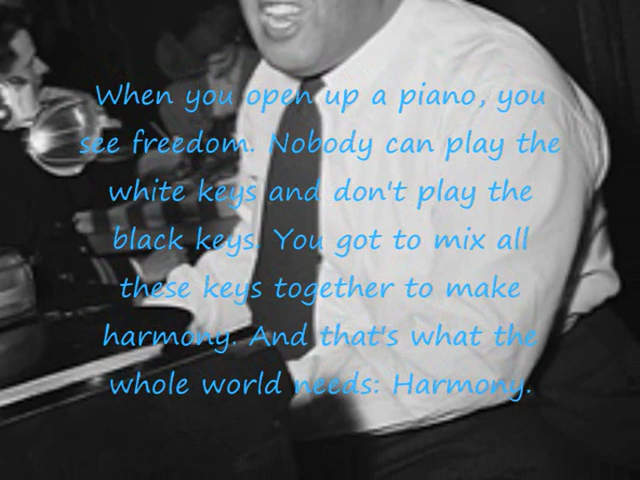 When you open up a piano, you
see freedom. Nobody can play the
white keys and don't play the
black keys. You got to mix all
these keys together to make
harmony. And that's what the
whole world needs: Harmony.